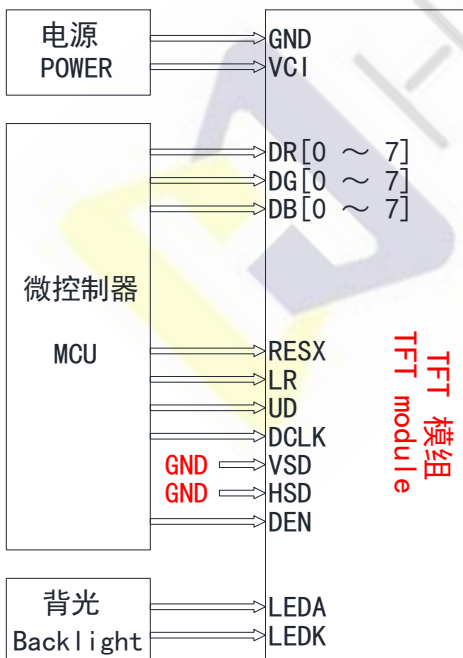 电源
POWER
GND
VCI
DR[0 ～ 7]
DG[0 ～ 7]
DB[0 ～ 7]
微控制器
MCU
RESX
LR
UD
DCLK
GND
VSD
GND
HSD
DEN
TFT 模组
TFT module
背光
Backlight
LEDA
LEDK